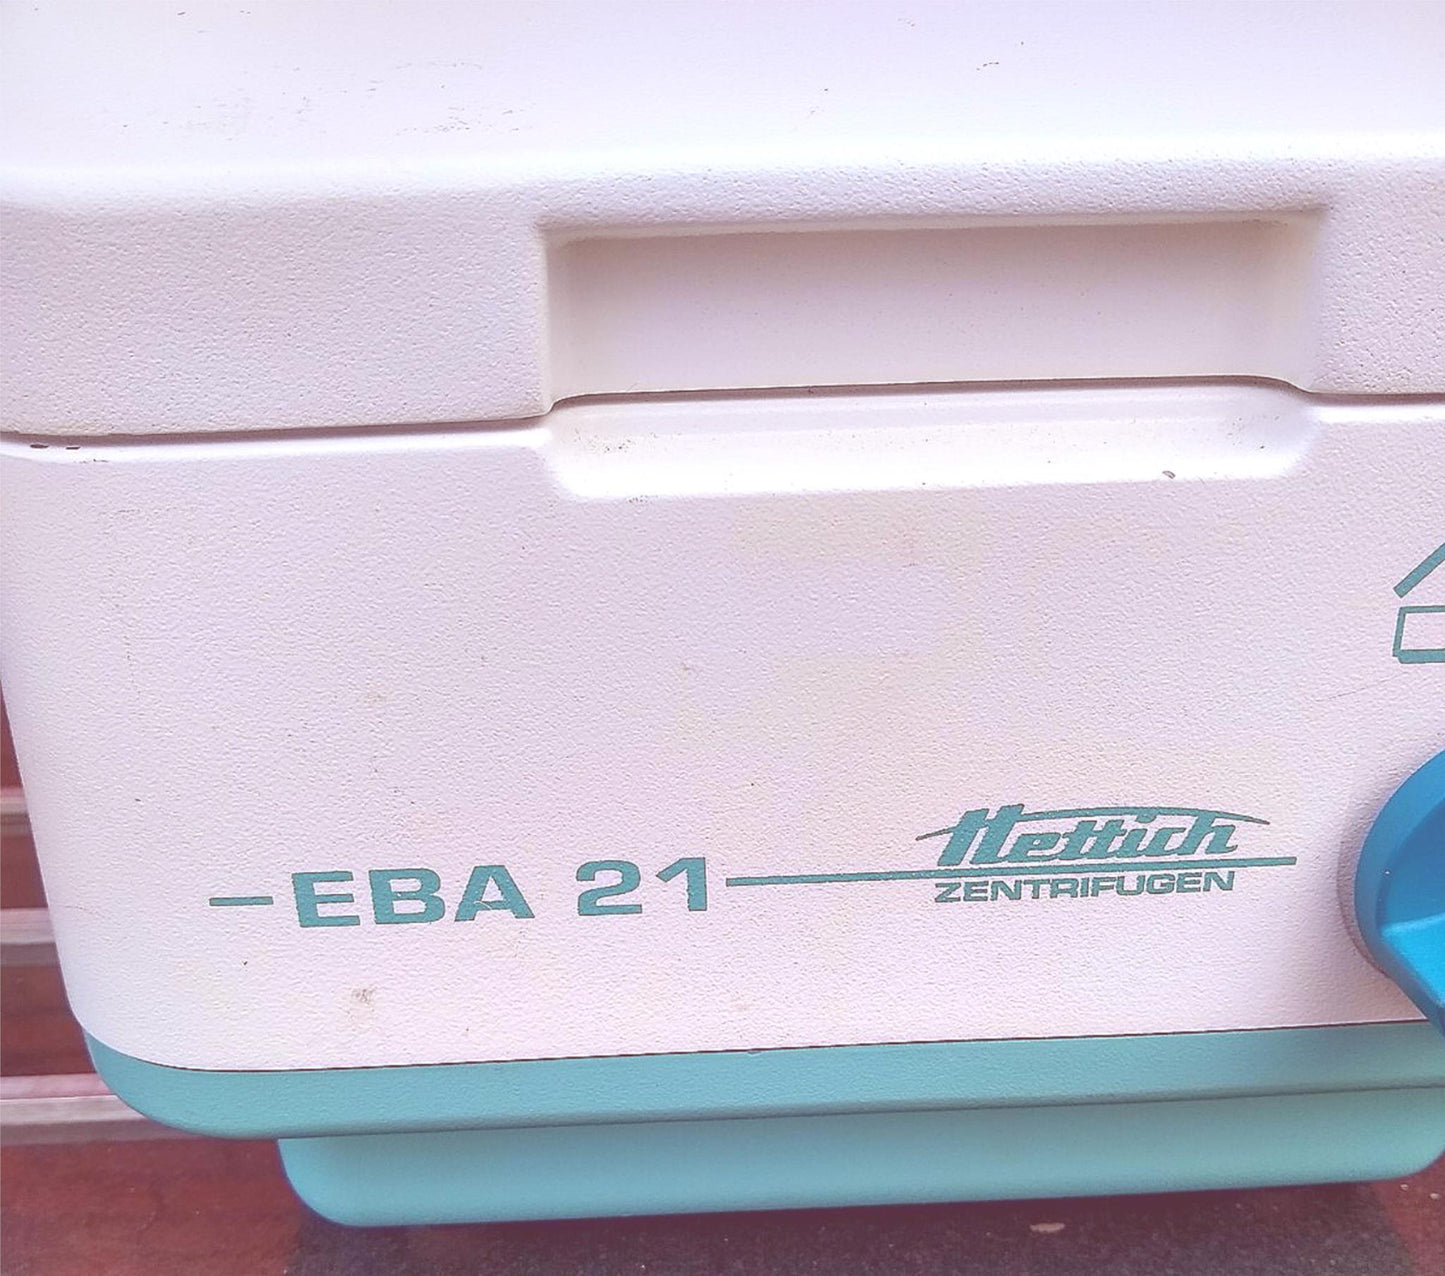 EBA 21
Hettich
ZENTRIFUGEN